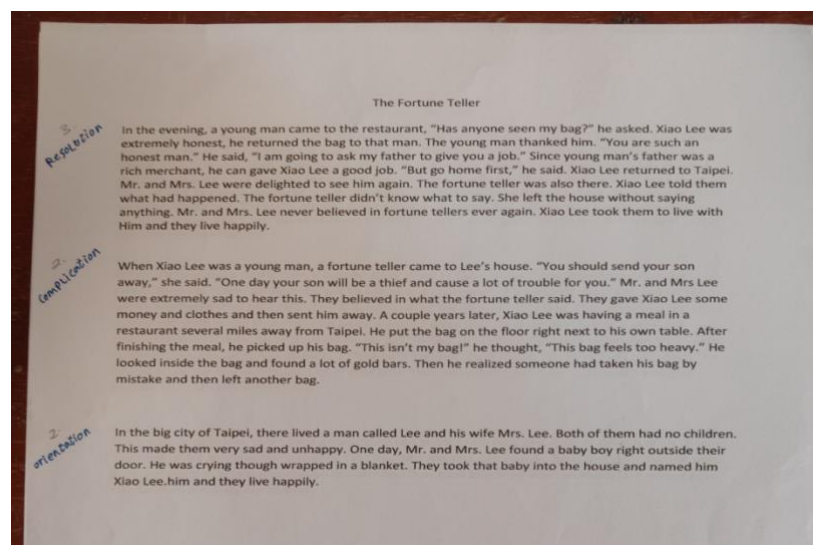 The Fortune Teller
3.
Resolution
In the evening, a young man came to the restaurant, "Has anyone seen my bag?" he asked. Xiao Lee was
extremely honest, he returned the bag to that man. The young man thanked him. "You are such an
honest man." He said, "I am going to ask my father to give you a job." Since young man's father was a
rich merchant, he can gave Xiao Lee a good job. "But go home first," he said. Xiao Lee returned to Taipei.
Mr. and Mrs. Lee were delighted to see him again. The fortune teller was also there. Xiao Lee told them
what had happened. The fortune teller didn't know what to say. She left the house without saying
anything. Mr. and Mrs. Lee never believed in fortune tellers ever again. Xiao Lee took them to live with
Him and they live happily.
2.
Complication
When Xiao Lee was a young man, a fortune teller came to Lee's house. "You should send your son
away," she said. "One day your son will be a thief and cause a lot of trouble for you." Mr. and Mrs Lee
were extremely sad to hear this. They believed in what the fortune teller said. They gave Xiao Lee some
money and clothes and then sent him away. A couple years later, Xiao Lee was having a meal in a
restaurant several miles away from Taipei. He put the bag on the floor right next to his own table. After
finishing the meal, he picked up his bag. "This isn't my bag!" he thought, "This bag feels too heavy." He
looked inside the bag and found a lot of gold bars. Then he realized someone had taken his bag by
mistake and then left another bag.
1.
orientation
In the big city of Taipei, there lived a man called Lee and his wife Mrs. Lee. Both of them had no children.
This made them very sad and unhappy. One day, Mr. and Mrs. Lee found a baby boy right outside their
door. He was crying though wrapped in a blanket. They took that baby into the house and named him
Xiao Lee.him and they live happily.